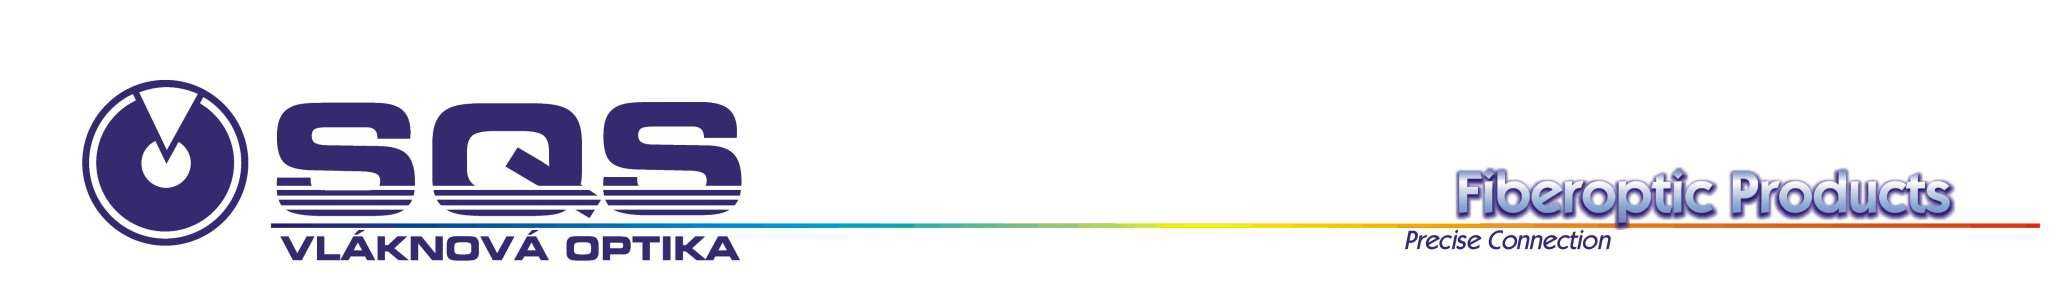 SQS
VLÁKNOVÁ OPTIKA
Fiberoptic Products
Precise Connection